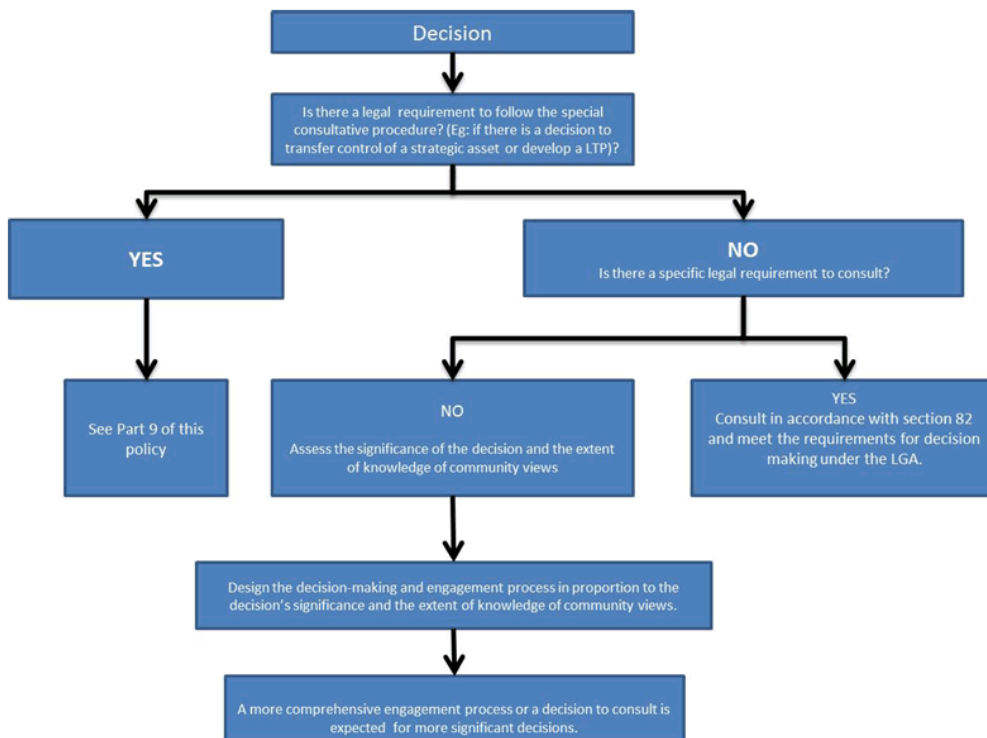 Decision
Is there a legal requirement to follow the special
consultative procedure? (Eg: if there is a decision to
transfer control of a strategic asset or develop a LTP)?
YES
NO
Is there a specific legal requirement to consult?
See Part 9 of this
policy
NO
Assess the significance of the decision and the extent
of knowledge of community views
YES
Consult in accordance with section 82
and meet the requirements for decision
making under the LGA.
Design the decision-making and engagement process in proportion to the
decision's significance and the extent of knowledge of community views.
A more comprehensive engagement process or a decision to consult is
expected for more significant decisions.